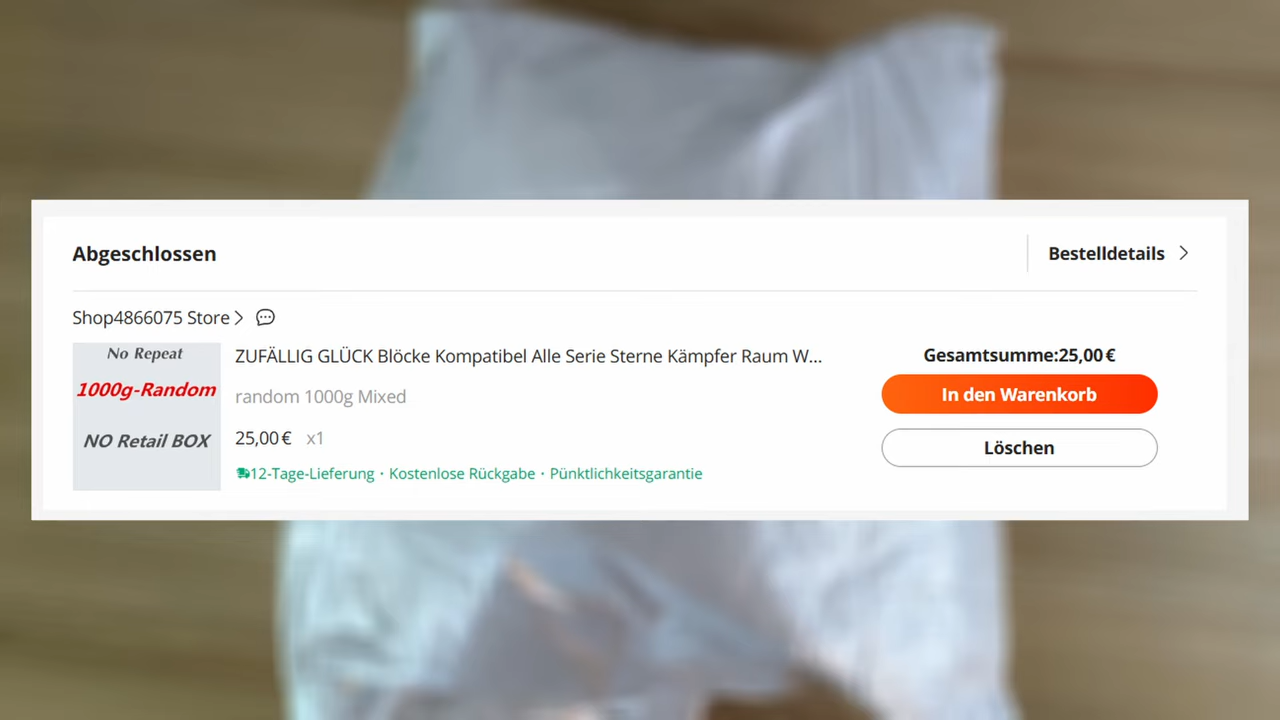 Abgeschlossen
Bestelldetails
Shop4866075 Store
No Repeat
1000g-Random
NO Retail BOX
ZUFÄLLIG GLÜCK Blöcke Kompatibel Alle Serie Sterne Kämpfer Raum W...
random 1000g Mixed
25,00€ x1
12-Tage-Lieferung · Kostenlose Rückgabe · Pünktlichkeitsgarantie
Gesamtsumme:25,00€
In den Warenkorb
Löschen